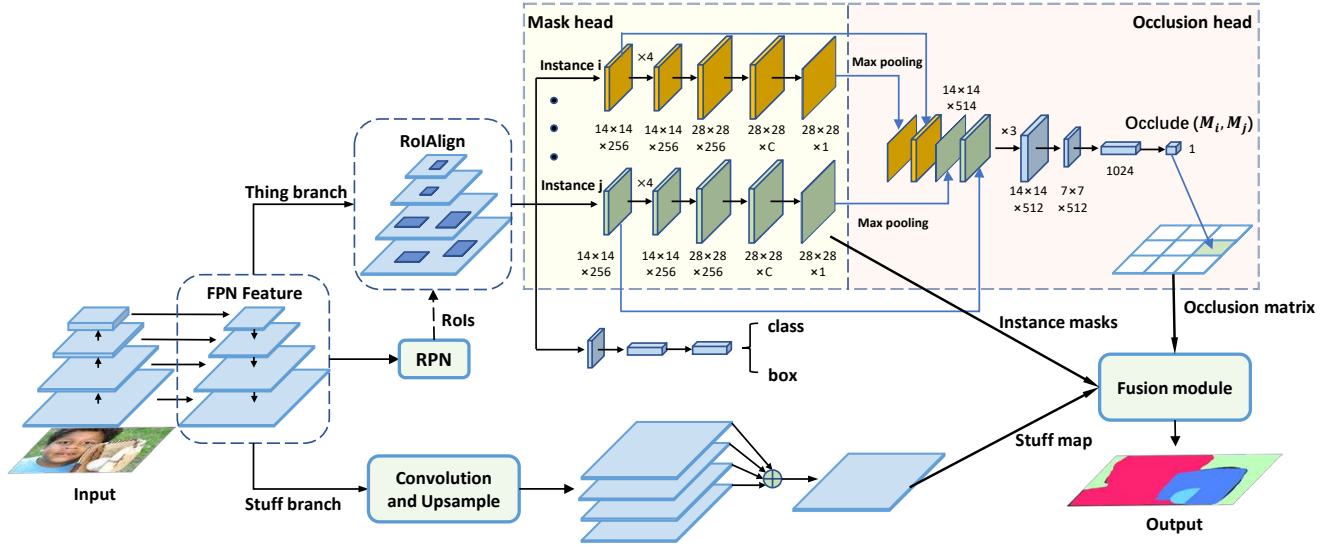 Mask head
Occlusion head
Instance i
×4
Max pooling
14×14
×256
14×14
×256
28×28
×256
28×28
×C
28×28
×1
14×14
×514
×3
Occlude (M_i, M_j)
1
1024
14×14
×512
7×7
×512
RoIAlign
Thing branch
Instance j
×4
Max pooling
14×14
×256
14×14
×256
28×28
×256
28×28
×C
28×28
×1
FPN Feature
RoIs
RPN
class
box
Instance masks
Occlusion matrix
Fusion module
Stuff map
Input
Stuff branch
Convolution
and Upsample
Output